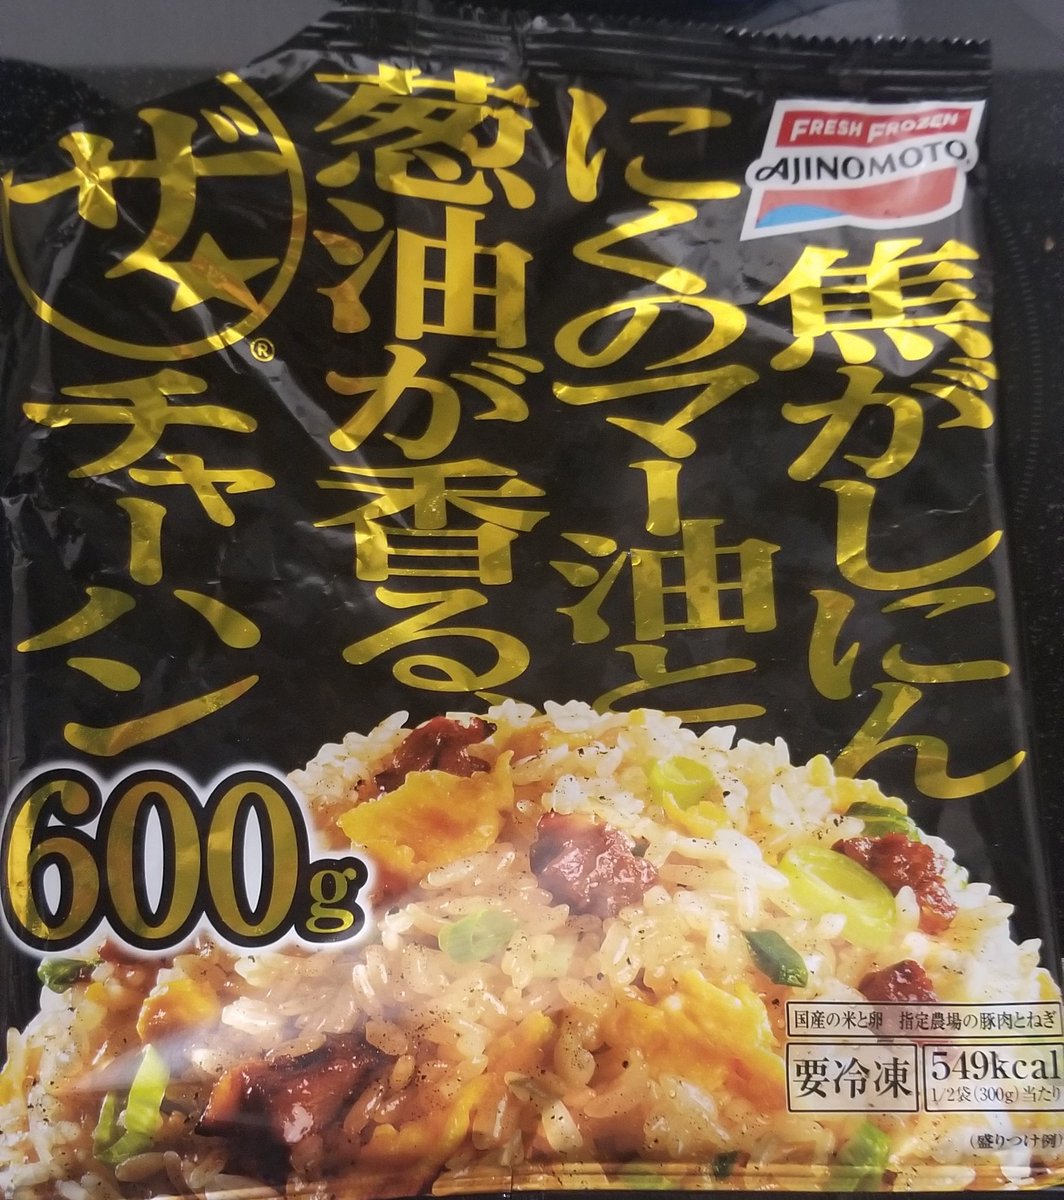 FRESH FROZEN
AJINOMOTO®
焦がしにん
にくのマー油と
葱油が香る、
ザ★®
チャーハン
600g
国産の米と卵 指定農場の豚肉とねぎ
要冷凍
549kcal
1/2袋(300g)当たり
(盛りつけ例)